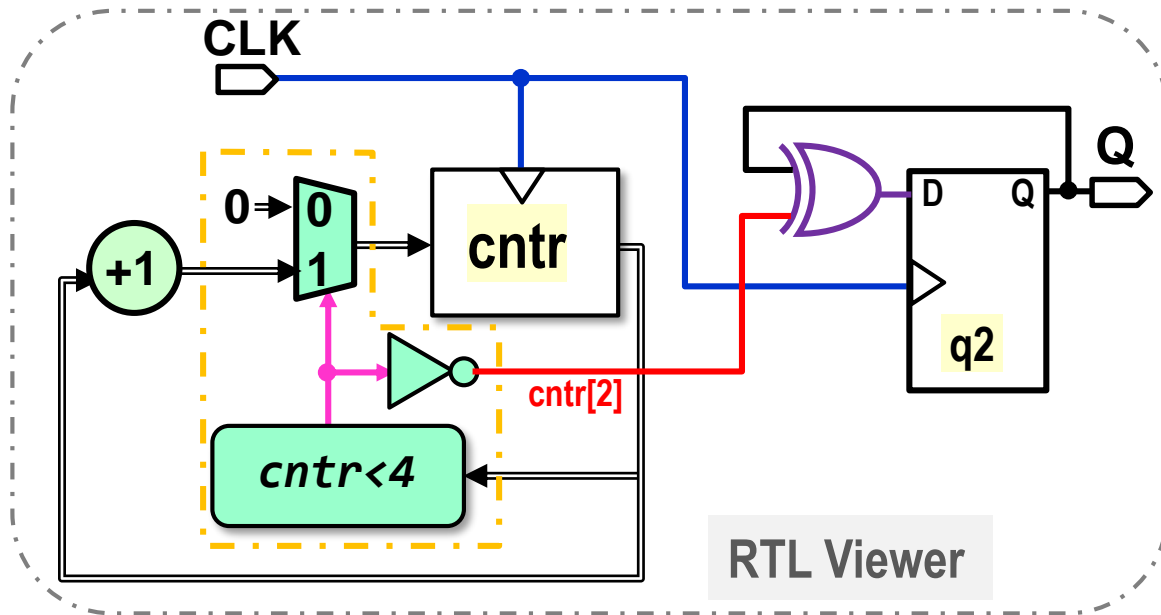 CLK
Q
0
0
1
+1
cntr
D
Q
q2
cntr[2]
cntr<4
RTL Viewer